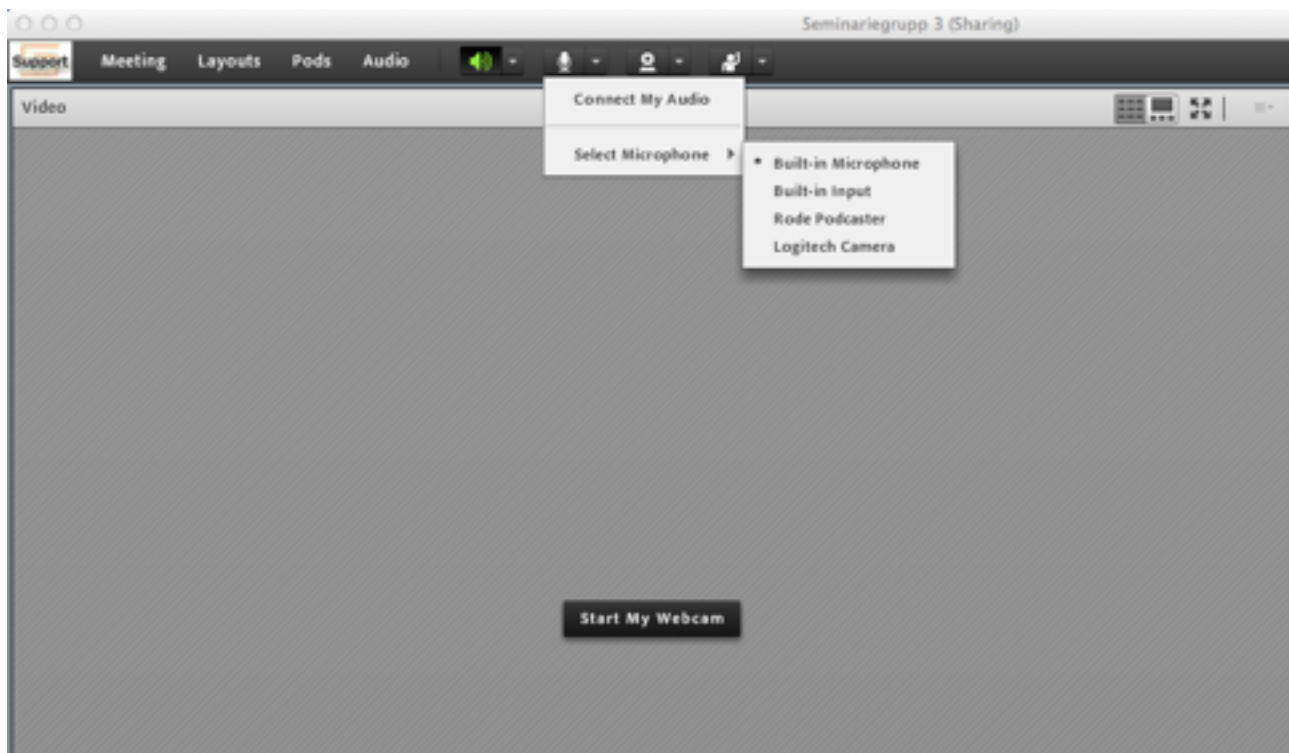 Seminariegrupp 3 (Sharing)
Support Meeting Layouts Pods Audio
Video
Connect My Audio
Select Microphone
Built-in Microphone
Built-in Input
Rode Podcaster
Logitech Camera
Start My Webcam